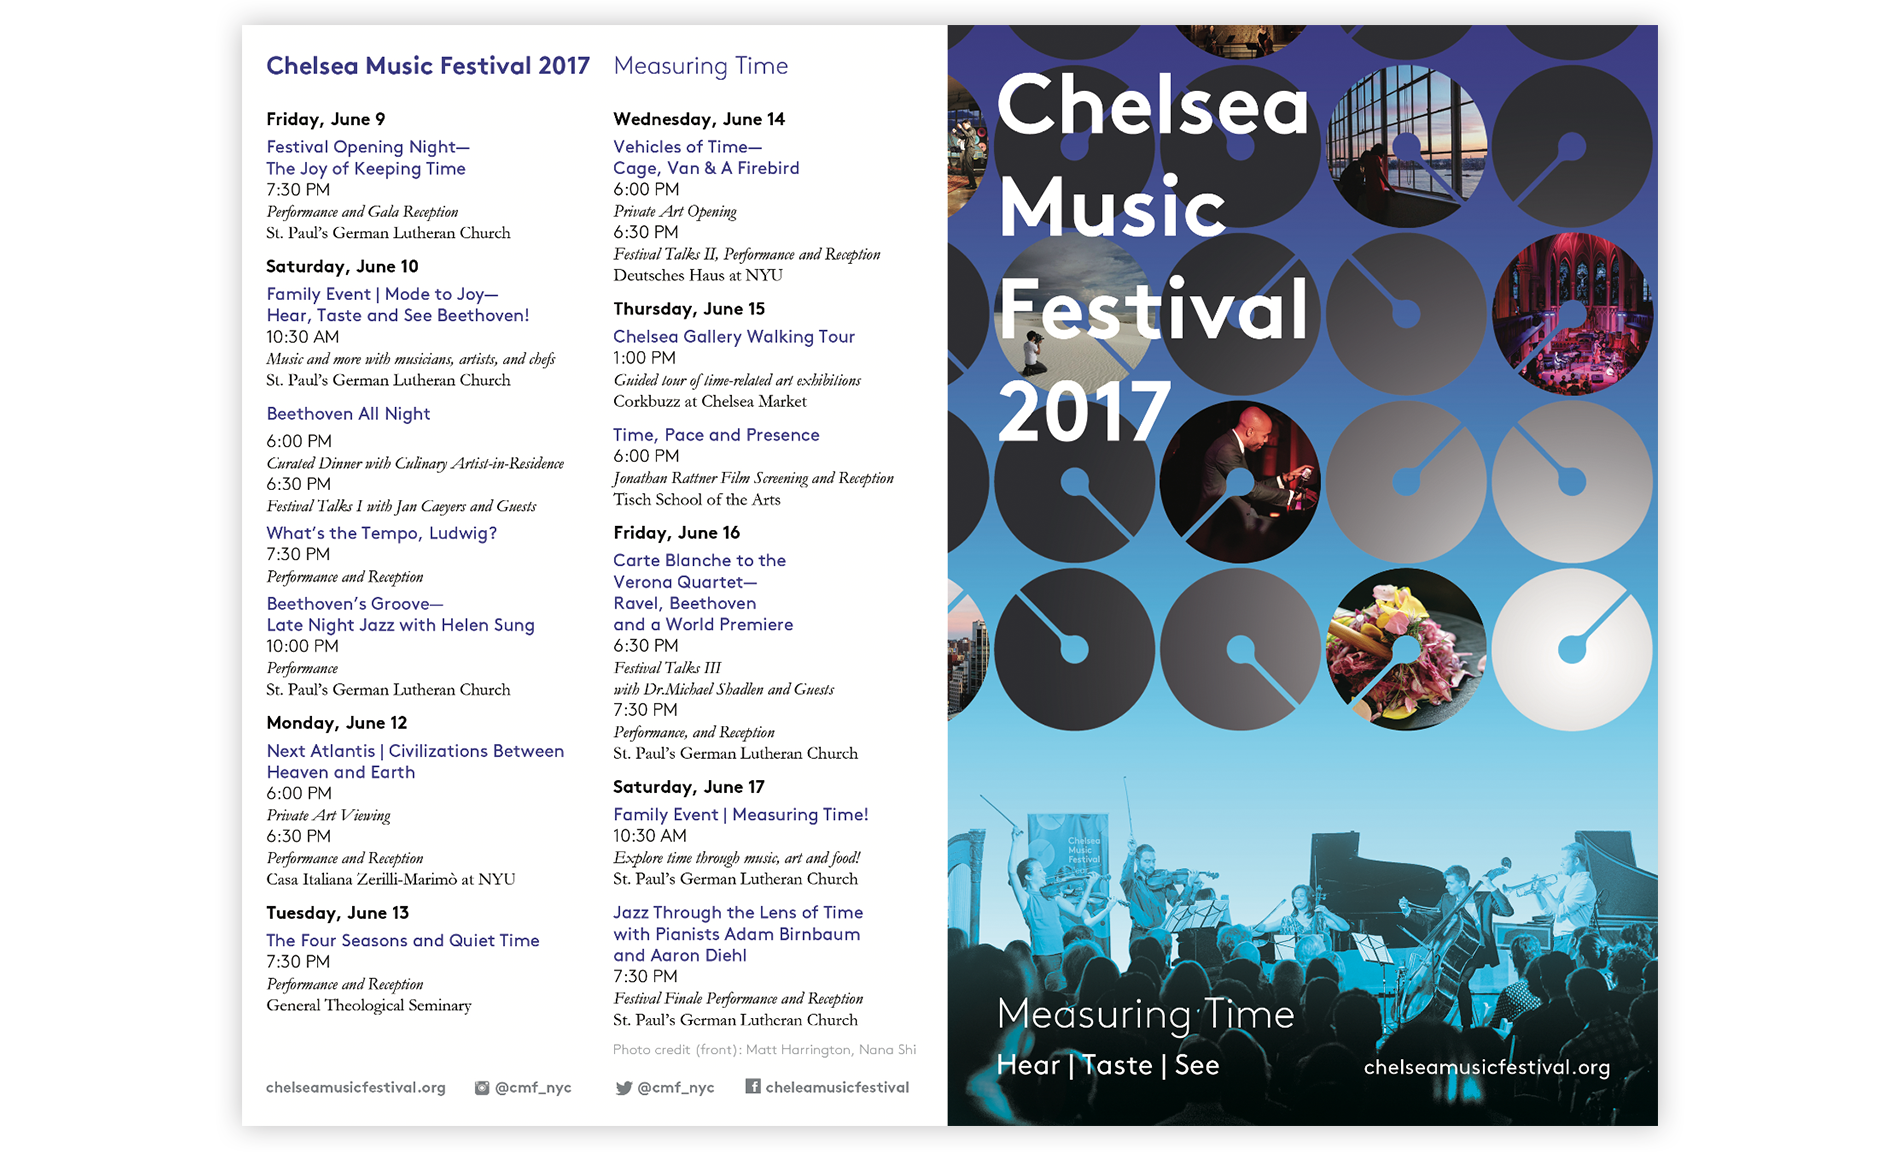 Chelsea Music Festival 2017 Measuring Time
Friday, June 9
Festival Opening Night—
The Joy of Keeping Time
7:30 PM
Performance and Gala Reception
St. Paul’s German Lutheran Church
Saturday, June 10
Family Event | Mode to Joy—
Hear, Taste and See Beethoven!
10:30 AM
Music and more with musicians, artists, and chefs
St. Paul’s German Lutheran Church
Beethoven All Night
6:00 PM
Curated Dinner with Culinary Artist-in-Residence
6:30 PM
Festival Talks I with Jan Caeyers and Guests
What’s the Tempo, Ludwig?
7:30 PM
Performance and Reception
Beethoven’s Groove—
Late Night Jazz with Helen Sung
10:00 PM
Performance
St. Paul’s German Lutheran Church
Monday, June 12
Next Atlantis | Civilizations Between
Heaven and Earth
6:00 PM
Private Art Viewing
6:30 PM
Performance and Reception
Casa Italiana Zerilli-Marimò at NYU
Tuesday, June 13
The Four Seasons and Quiet Time
7:30 PM
Performance and Reception
General Theological Seminary
Wednesday, June 14
Vehicles of Time—
Cage, Van & A Firebird
6:00 PM
Private Art Opening
6:30 PM
Festival Talks II, Performance and Reception
Deutsches Haus at NYU
Thursday, June 15
Chelsea Gallery Walking Tour
1:00 PM
Guided tour of time-related art exhibitions
Corkbuzz at Chelsea Market
Time, Pace and Presence
6:00 PM
Jonathan Rattner Film Screening and Reception
Tisch School of the Arts
Friday, June 16
Carte Blanche to the
Verona Quartet—
Ravel, Beethoven
and a World Premiere
6:30 PM
Festival Talks III
with Dr.Michael Shadlen and Guests
7:30 PM
Performance, and Reception
St. Paul’s German Lutheran Church
Saturday, June 17
Family Event | Measuring Time!
10:30 AM
Explore time through music, art and food!
St. Paul’s German Lutheran Church
Jazz Through the Lens of Time
with Pianists Adam Birnbaum
and Aaron Diehl
7:30 PM
Festival Finale Performance and Reception
St. Paul’s German Lutheran Church
Photo credit (front): Matt Harrington, Nana Shi
chelseamusicfestival.org @cmf_nyc @cmf_nyc cheleamusicfestival
Chelsea
Music
Festival
2017
Chelsea
Music
Festival
Measuring Time
Hear | Taste | See
chelseamusicfestival.org